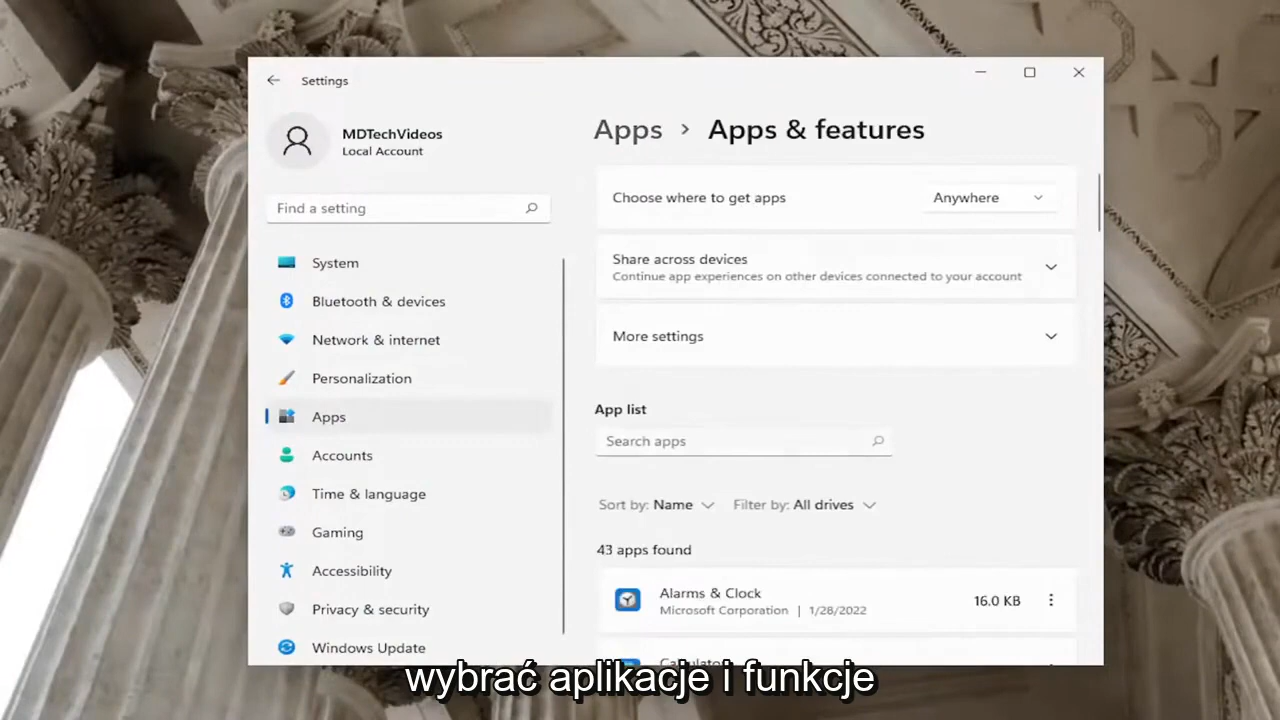 Settings
MDTechVideos
Local Account
Find a setting
System
Bluetooth & devices
Network & internet
Personalization
Apps
Accounts
Time & language
Gaming
Accessibility
Privacy & security
Windows Update
Apps > Apps & features
Choose where to get apps Anywhere
Share across devices
Continue app experiences on other devices connected to your account
More settings
App list
Search apps
Sort by: Name Filter by: All drives
43 apps found
Alarms & Clock
Microsoft Corporation | 1/28/2022
16.0 KB
Calculator
wybrać aplikacje i funkcje